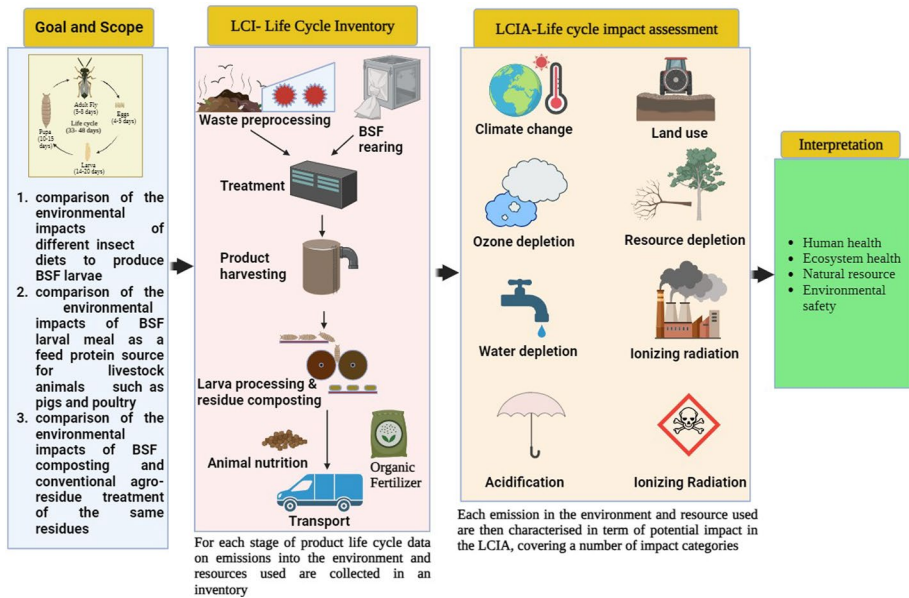 Goal and Scope
Adult Fly
(5-8 days)
Eggs
(4-5 days)
Life cycle
(33- 48 days)
Pupa
(10-15
days)
Larva
(14-20 days)
1. comparison of the
environmental
impacts of
different insect
diets to produce
BSF larvae
2. comparison of the
environmental
impacts of BSF
larval meal as a
feed protein source
for livestock
animals such as
pigs and poultry
3. comparison of the
environmental
impacts of BSF
composting and
conventional agro-
residue treatment
of the same
residues
LCI- Life Cycle Inventory
Waste preprocessing
BSF
rearing
Treatment
Product
harvesting
Larva processing &
residue composting
Animal nutrition
Organic
Fertilizer
Transport
For each stage of product life cycle data
on emissions into the environment and
resources used are collected in an
inventory
LCIA-Life cycle impact assessment
Climate change
Land use
Ozone depletion
Resource depletion
Water depletion
Ionizing radiation
Acidification
Ionizing Radiation
Each emission in the environment and resource used
are then characterised in term of potential impact in
the LCIA, covering a number of impact categories
Interpretation
• Human health
• Ecosystem health
• Natural resource
• Environmental
safety